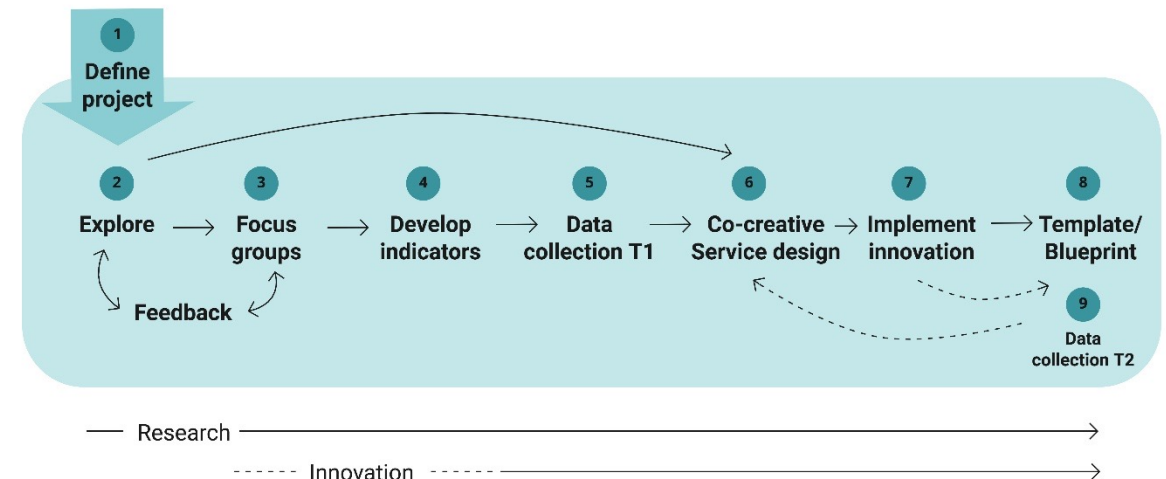 1
Define
project
2
Explore
3
Focus
groups
4
Develop
indicators
5
Data
collection T1
6
Co-creative
Service design
7
Implement
innovation
8
Template/
Blueprint
Feedback
9
Data
collection T2
Research
Innovation